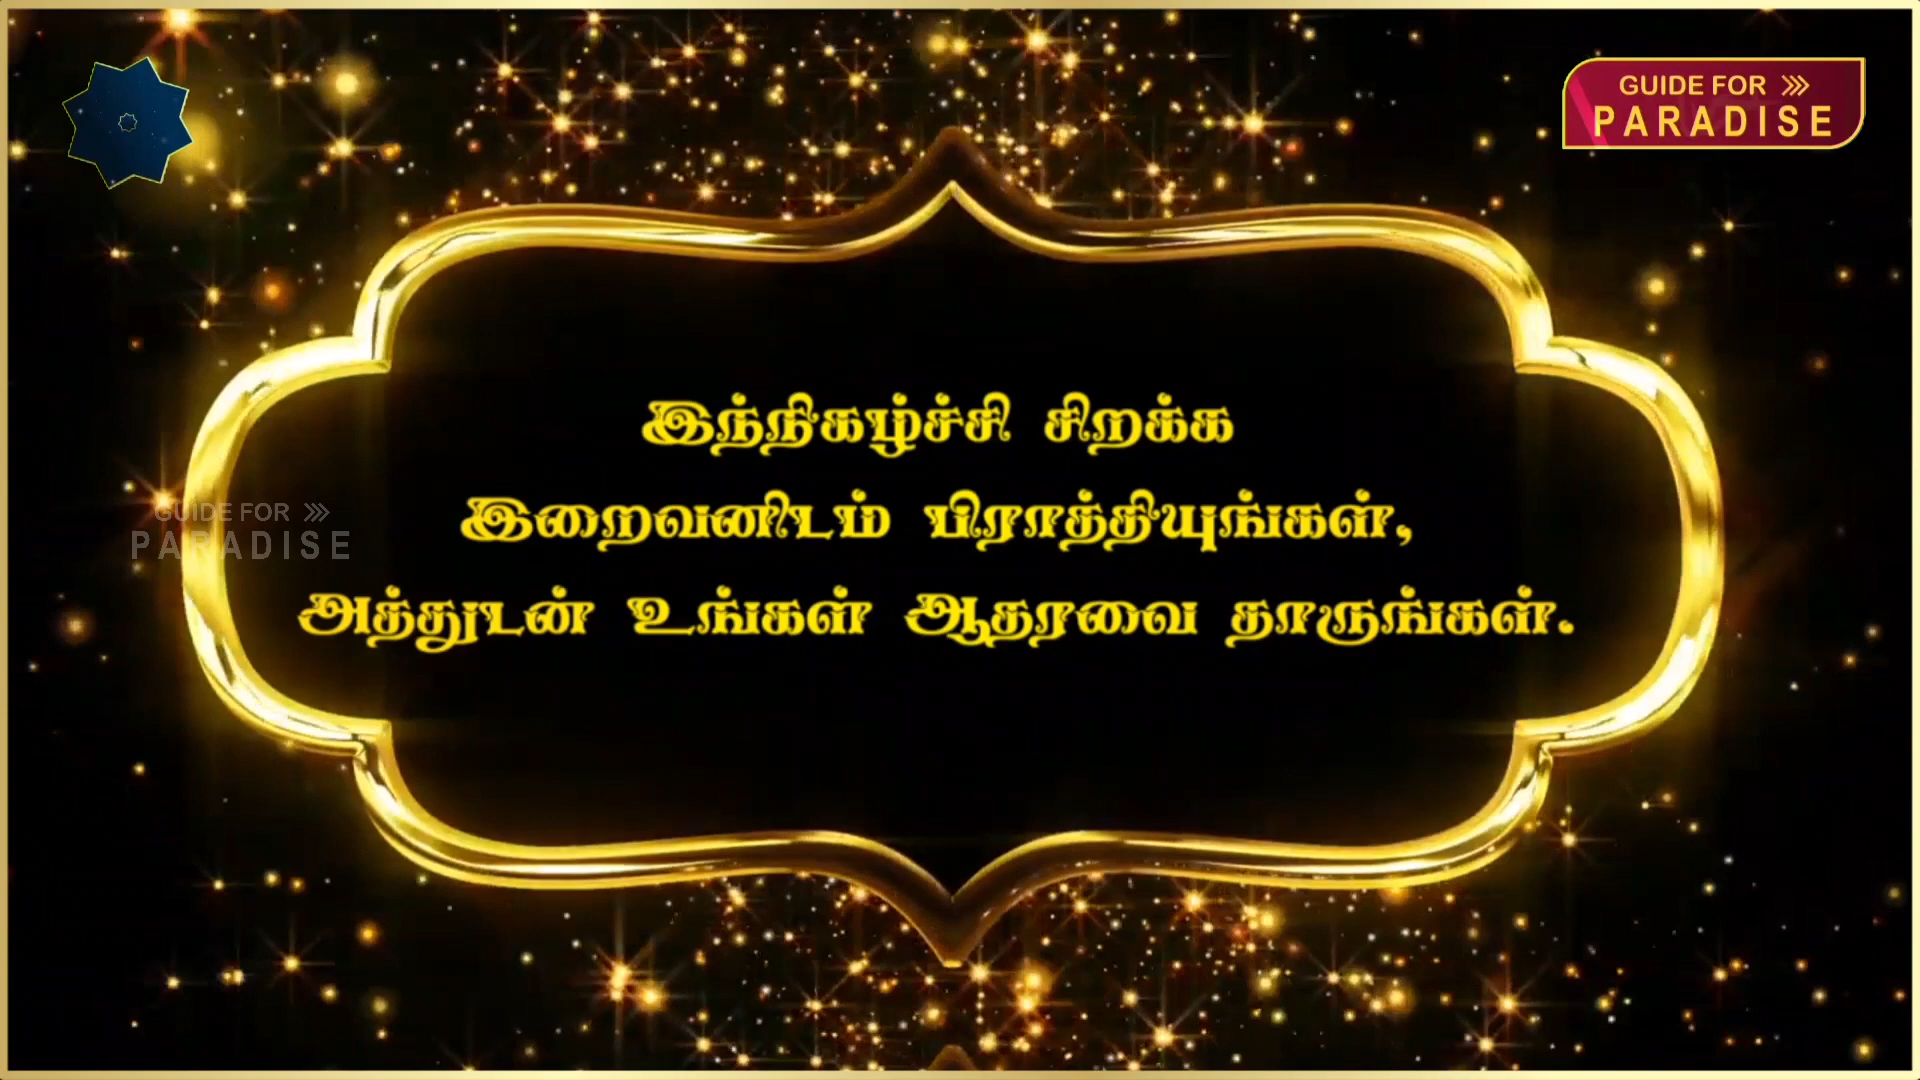 GUIDE FOR
PARADISE
இந்நிகழ்ச்சி சிறக்க
இறைவனிடம் பிராத்தியுங்கள்,
அத்துடன் உங்கள் ஆதரவை தாருங்கள்.
GUIDE FOR
PARADISE